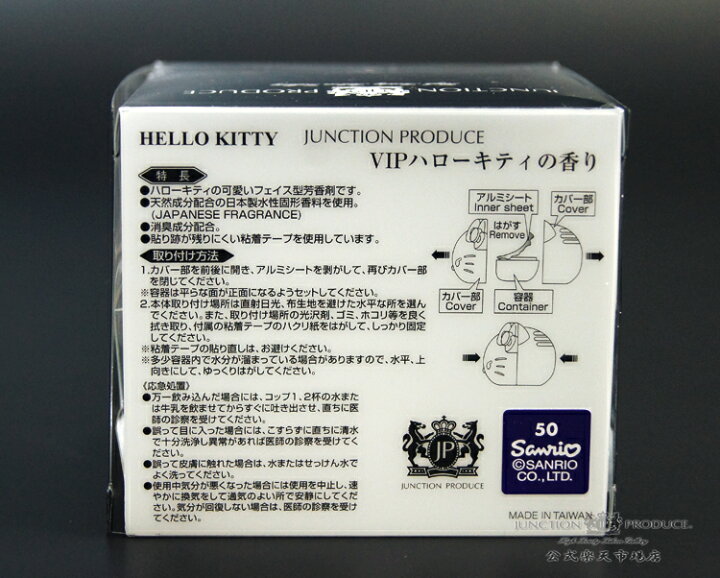 JUNCTION PRODUCE
HELLO KITTY JUNCTION PRODUCE
VIPハローキティの香り
特長
●ハローキティの可愛いフェイス型芳香剤です。
●天然成分配合の日本製水性固形香料を使用。
(JAPANESE FRAGRANCE)
●消臭成分配合。
●貼り跡が残りにくい粘着テープを使用しています。
取り付け方法
1.カバー部を前後に開き、アルミシートを剥がして、再びカバー部
を閉じてください。
※容器は平らな面が正面になるようセットしてください。
2.本体取り付け場所は直射日光、布生地を避けた水平な所を選ん
でください。また、取り付け場所の光沢剤、ゴミ、ホコリ等を良く
拭き取り、付属の粘着テープのハクリ紙をはがして、しっかり固定
してください。
※粘着テープの貼り直しは、お避けください。
※多少容器内で水分が溜まっている場合がありますので、水平、上
向きにして、ゆっくりはがしてください。
〈応急処置〉
●万一飲み込んだ場合には、コップ1、2杯の水また
は牛乳を飲ませてからすぐに吐き出させ、直ちに医
師の診察を受けてください。
●誤って目に入った場合には、こすらずに直ちに清水
で十分洗浄し異常があれば医師の診察を受けて
ください。
●誤って皮膚に触れた場合は、水またはせっけん水で
よく洗ってください。
●使用中気分が悪くなった場合には使用を中止し、速
やかに換気をして通気のよい所で安静にしてくださ
い。気分が回復しない場合は、医師の診察を受け
てください。
アルミシート
Inner sheet
カバー部
Cover
はがす
Remove
カバー部
Cover
容器
Container
JP
JUNCTION PRODUCE
50
Sanrio
©SANRIO
CO.,LTD.
MADE IN TAIWAN
JUNCTION PRODUCE
公式楽天市場店